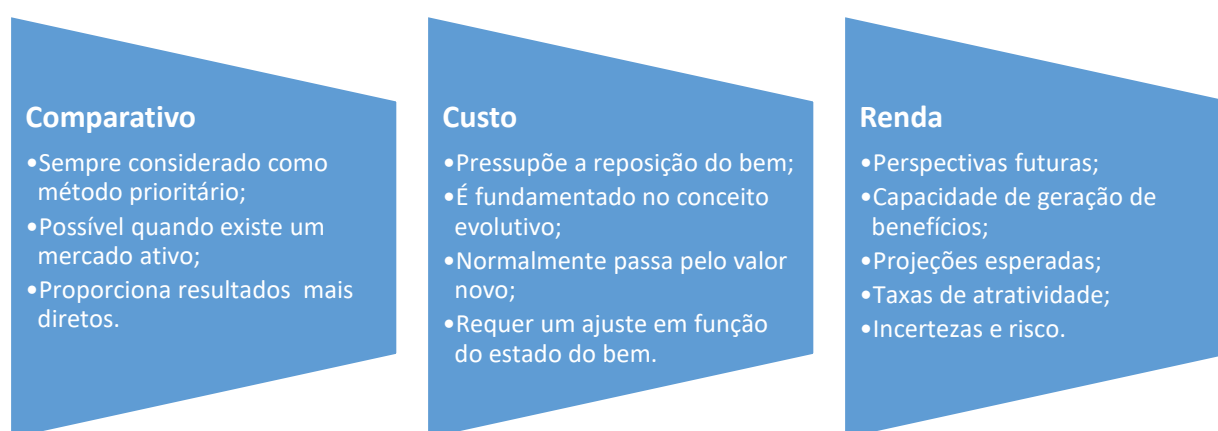 Comparativo
•Sempre considerado como
método prioritário;
•Possível quando existe um
mercado ativo;
•Proporciona resultados mais
diretos.
Custo
•Pressupõe a reposição do bem;
•É fundamentado no conceito
evolutivo;
•Normalmente passa pelo valor
novo;
•Requer um ajuste em função
do estado do bem.
Renda
•Perspectivas futuras;
•Capacidade de geração de
benefícios;
•Projeções esperadas;
•Taxas de atratividade;
•Incertezas e risco.